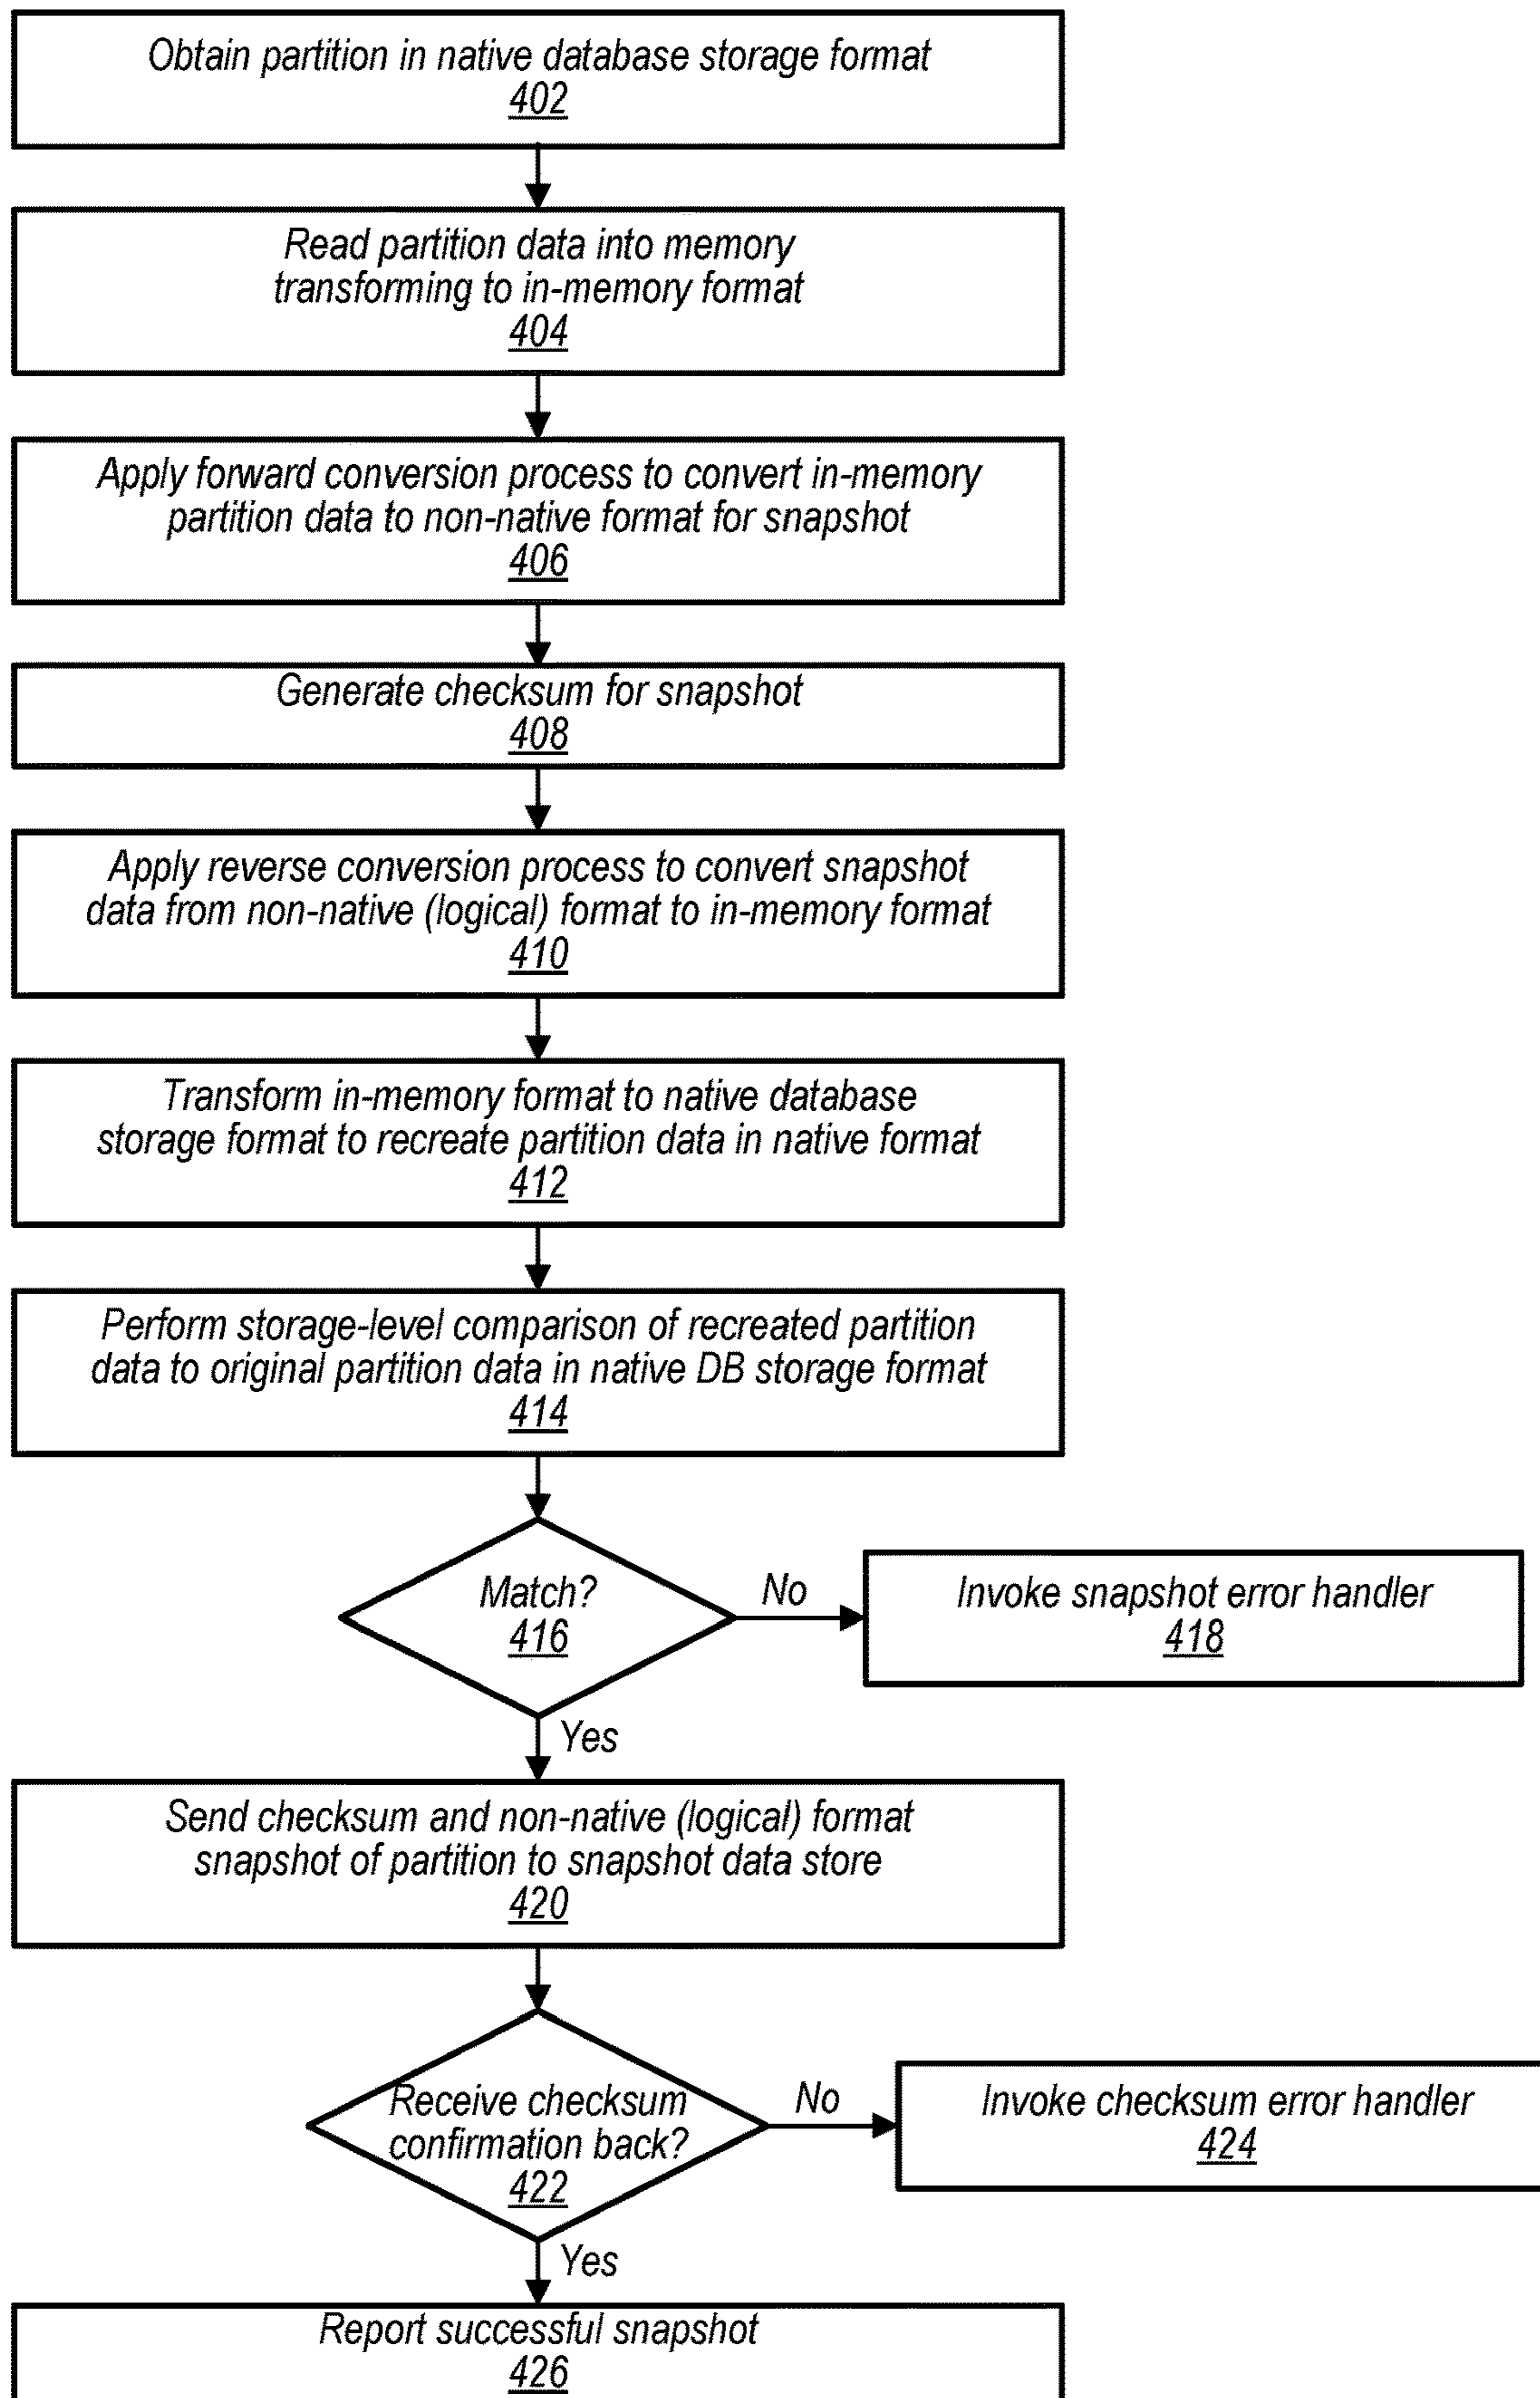 Obtain partition in native database storage format
402
Read partition data into memory
transforming to in-memory format
404
Apply forward conversion process to convert in-memory
partition data to non-native format for snapshot
406
Generate checksum for snapshot
408
Apply reverse conversion process to convert snapshot
data from non-native (logical) format to in-memory format
410
Transform in-memory format to native database
storage format to recreate partition data in native format
412
Perform storage-level comparison of recreated partition
data to original partition data in native DB storage format
414
Match?
416
No
Invoke snapshot error handler
418
Yes
Send checksum and non-native (logical) format
snapshot of partition to snapshot data store
420
Receive checksum
confirmation back?
422
No
Invoke checksum error handler
424
Yes
Report successful snapshot
426